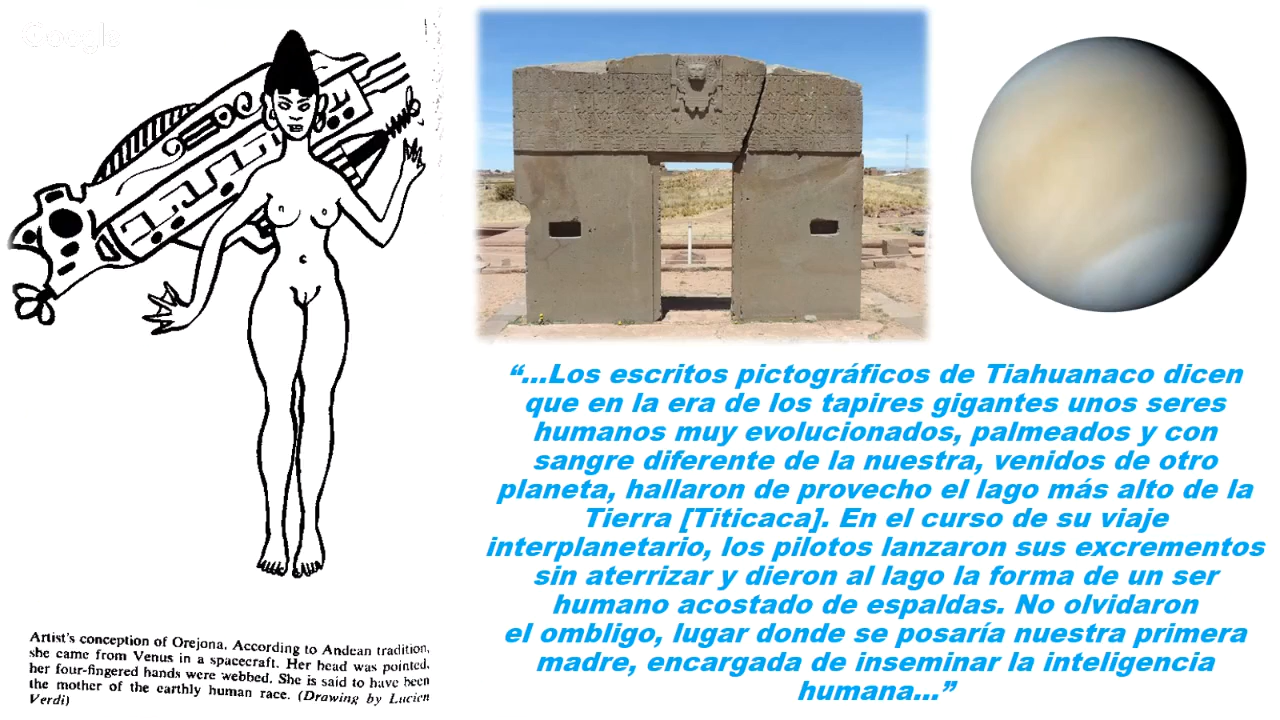 Google
Artist's conception of Orejona. According to Andean tradition,
she came from Venus in a spacecraft. Her head was pointed,
her four-fingered hands were webbed. She is said to have been
the mother of the earthly human race. (Drawing by Lucien
Verdi)
“...Los escritos pictográficos de Tiahuanaco dicen
que en la era de los tapires gigantes unos seres
humanos muy evolucionados, palmeados y con
sangre diferente de la nuestra, venidos de otro
planeta, hallaron de provecho el lago más alto de la
Tierra [Titicaca]. En el curso de su viaje
interplanetario, los pilotos lanzaron sus excrementos
sin aterrizar y dieron al lago la forma de un ser
humano acostado de espaldas. No olvidaron
el ombligo, lugar donde se posaría nuestra primera
madre, encargada de inseminar la inteligencia
humana...”